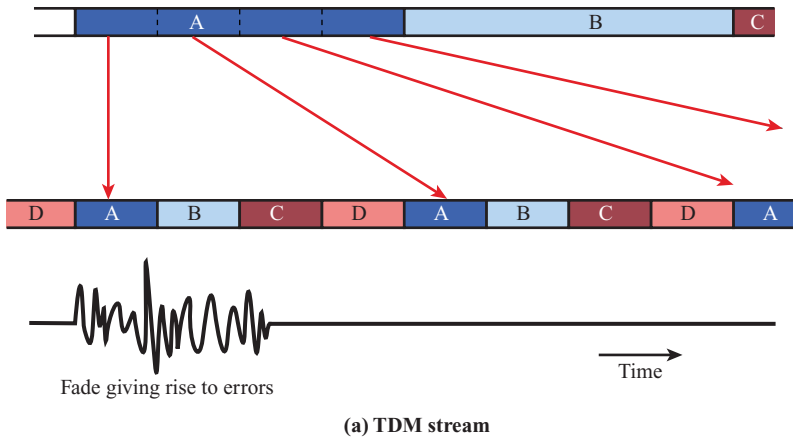 A B C
D A B C D A B C D A
Fade giving rise to errors
Time
(a) TDM stream